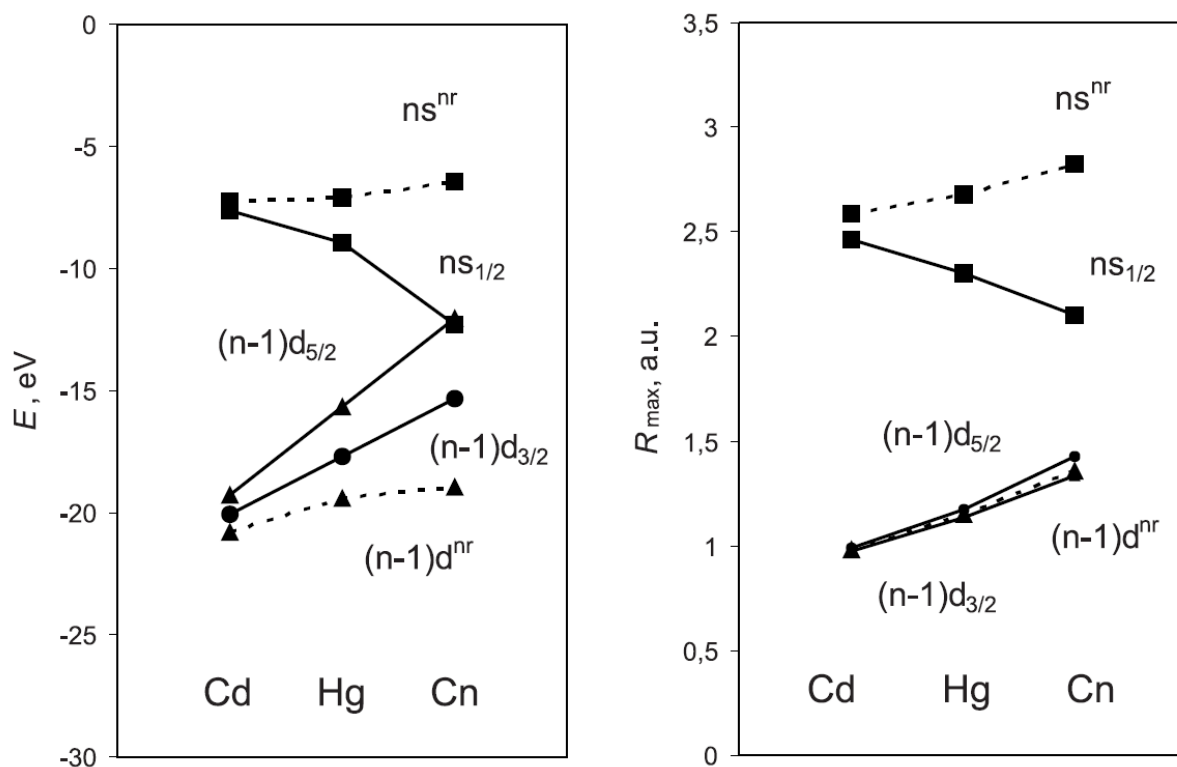 0
-5
-10
-15
-20
-25
-30
E, eV
ns^nr
ns_1/2
(n-1)d_5/2
(n-1)d_3/2
(n-1)d^nr
Cd Hg Cn
3,5
3
2,5
2
1,5
1
0,5
0
R_max, a.u.
ns^nr
ns_1/2
(n-1)d_5/2
(n-1)d^nr
(n-1)d_3/2
Cd Hg Cn